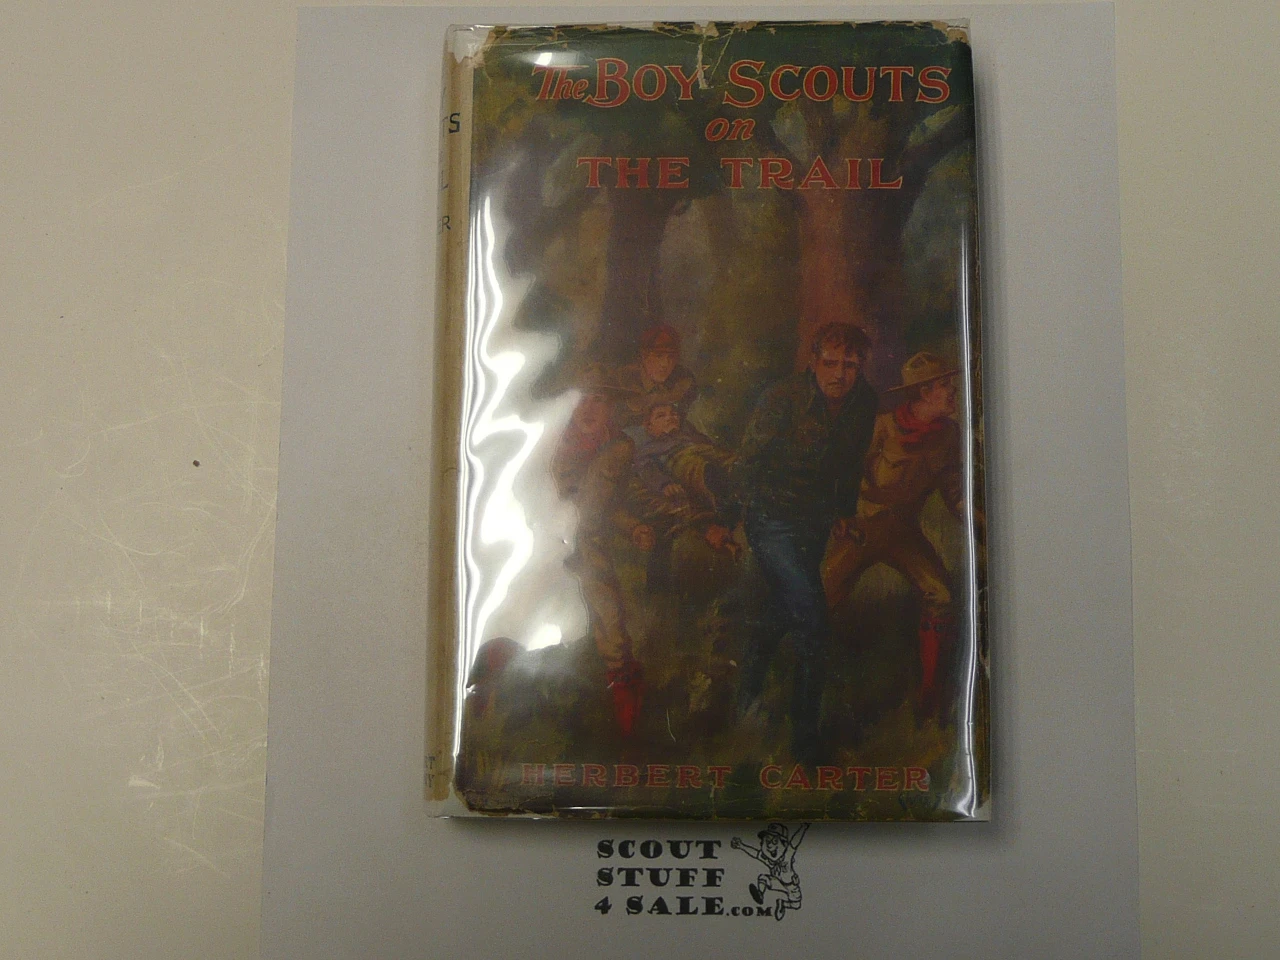 The BOY SCOUTS
on
THE TRAIL
HERBERT CARTER
SCOUT
STUFF
4 SALE.COM